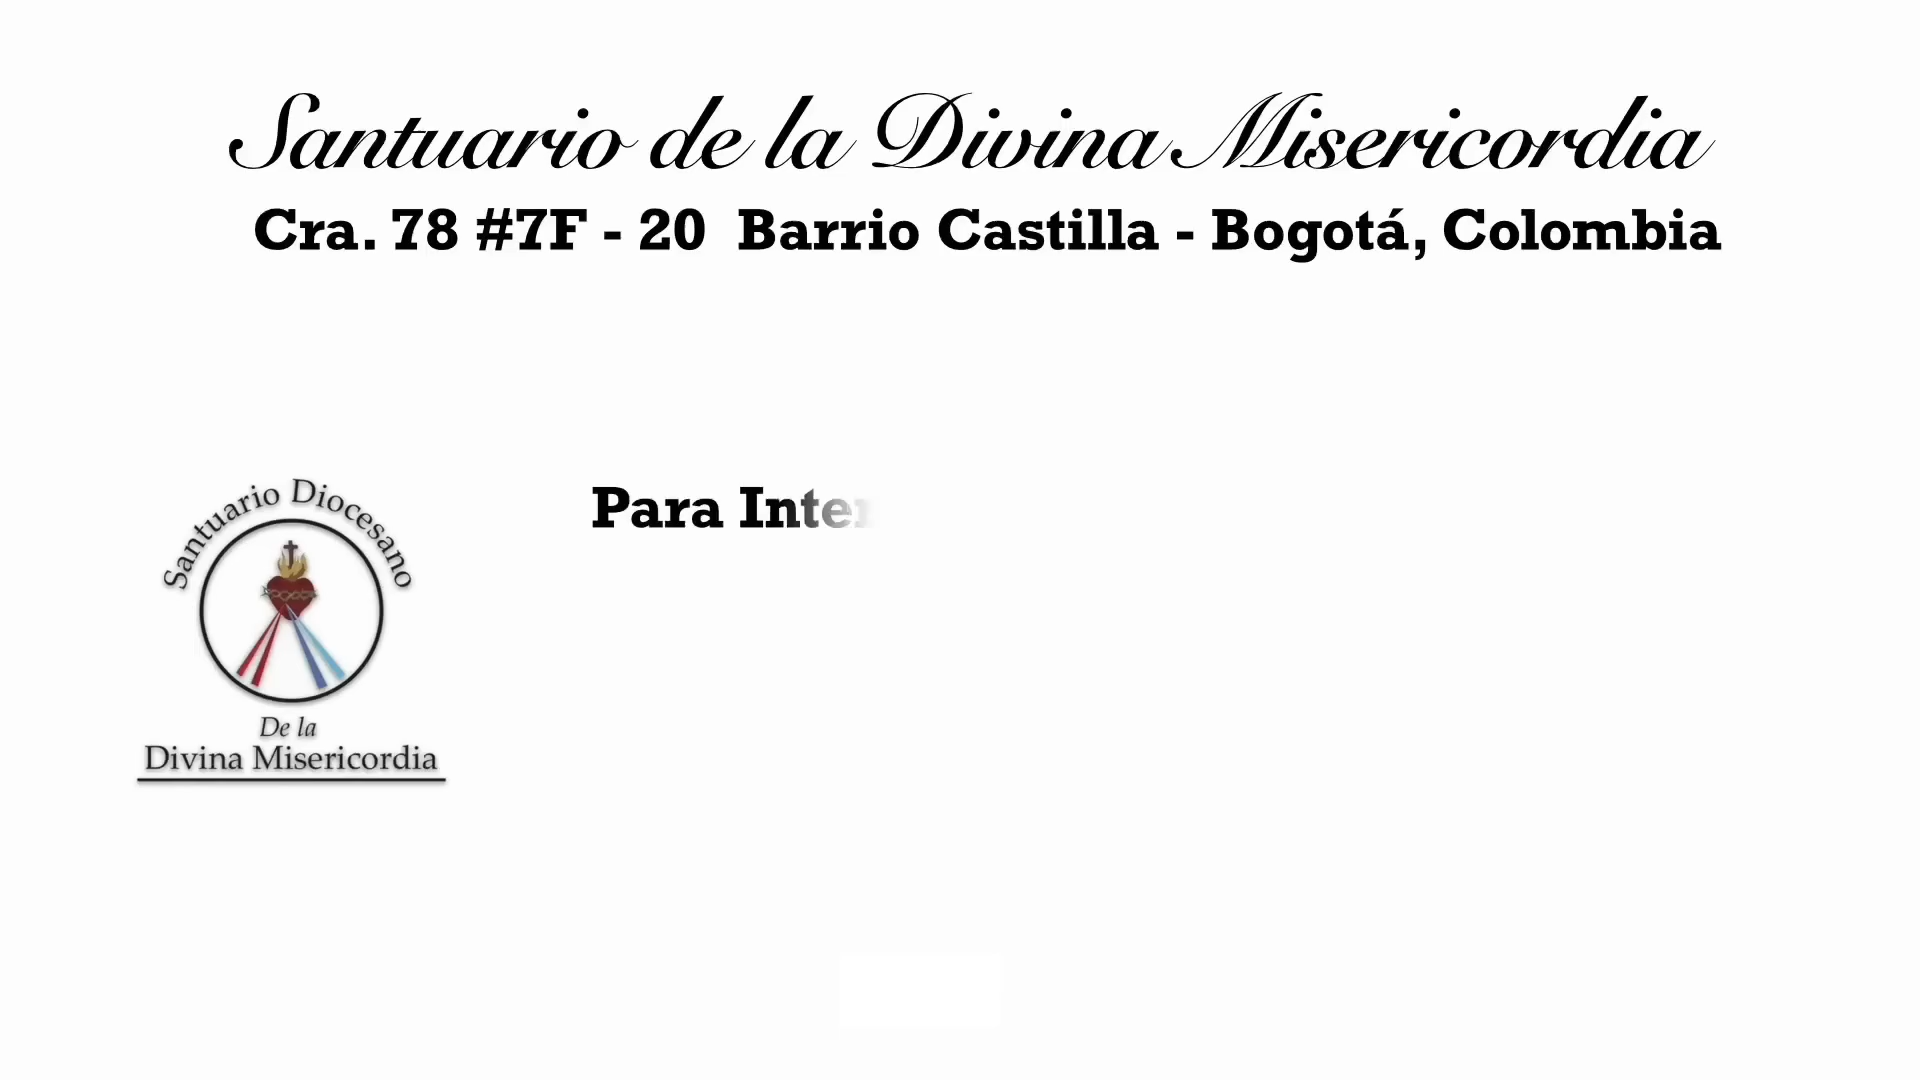 Santuario de la Divina Misericordia
Cra. 78 #7F - 20 Barrio Castilla - Bogotá, Colombia
Para
Santuario Diocesano
De la
Divina Misericordia